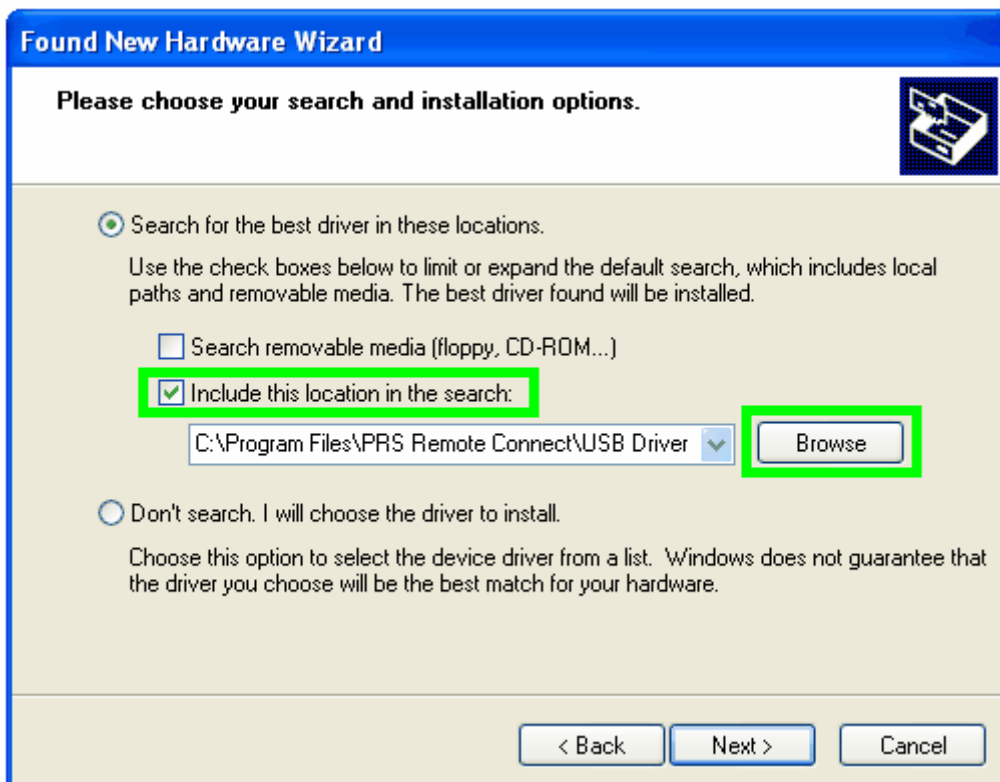 Found New Hardware Wizard
Please choose your search and installation options.
Search for the best driver in these locations.
Use the check boxes below to limit or expand the default search, which includes local
paths and removable media. The best driver found will be installed.
Search removable media (floppy, CD-ROM...)
Include this location in the search:
C:\Program Files\PRS Remote Connect\USB Driver
Browse
Don't search. I will choose the driver to install.
Choose this option to select the device driver from a list. Windows does not guarantee that
the driver you choose will be the best match for your hardware.
< Back
Next >
Cancel